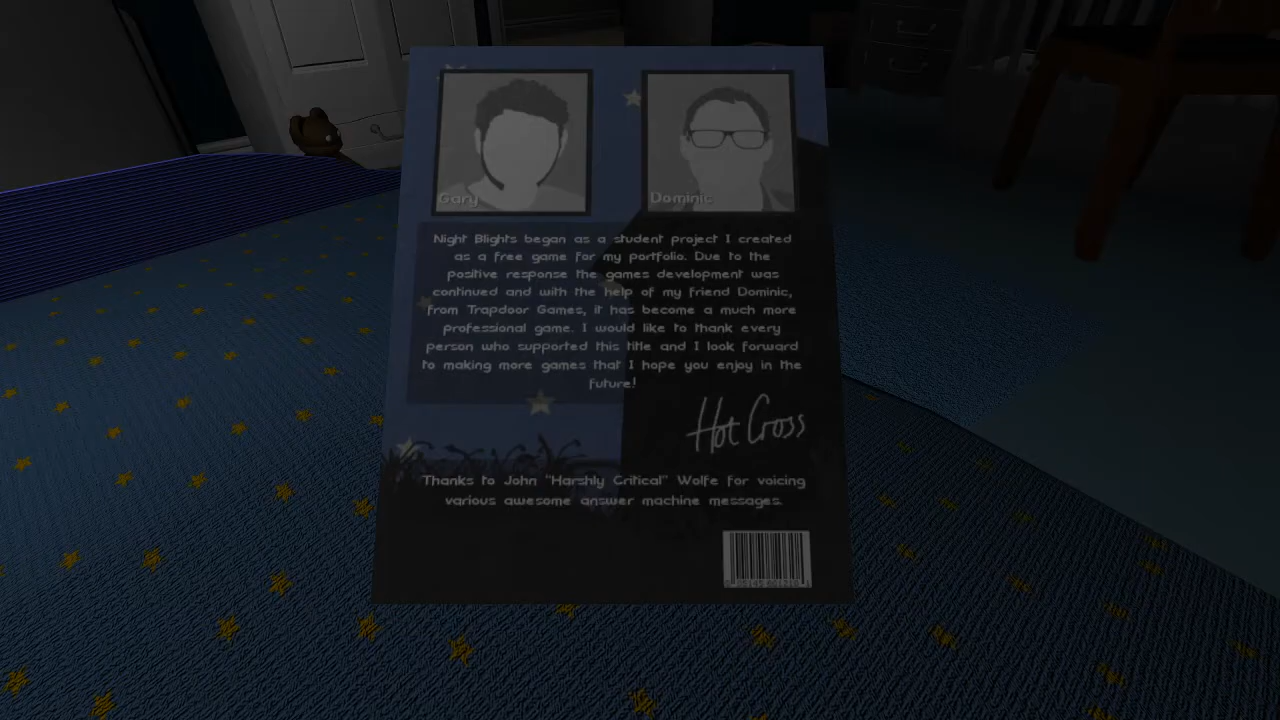 Gary
Dominic
Night Blights began as a student project I created
as a free game for my portfolio. Due to the
positive response the games development was
continued and with the help of my friend Dominic,
from Trapdoor Games, it has become a much more
professional game. I would like to thank every
person who supported this title and I look forward
to making more games that I hope you enjoy in the
future!
Hot Cross
Thanks to John "Harshly Critical" Wolfe for voicing
various awesome answer machine messages.